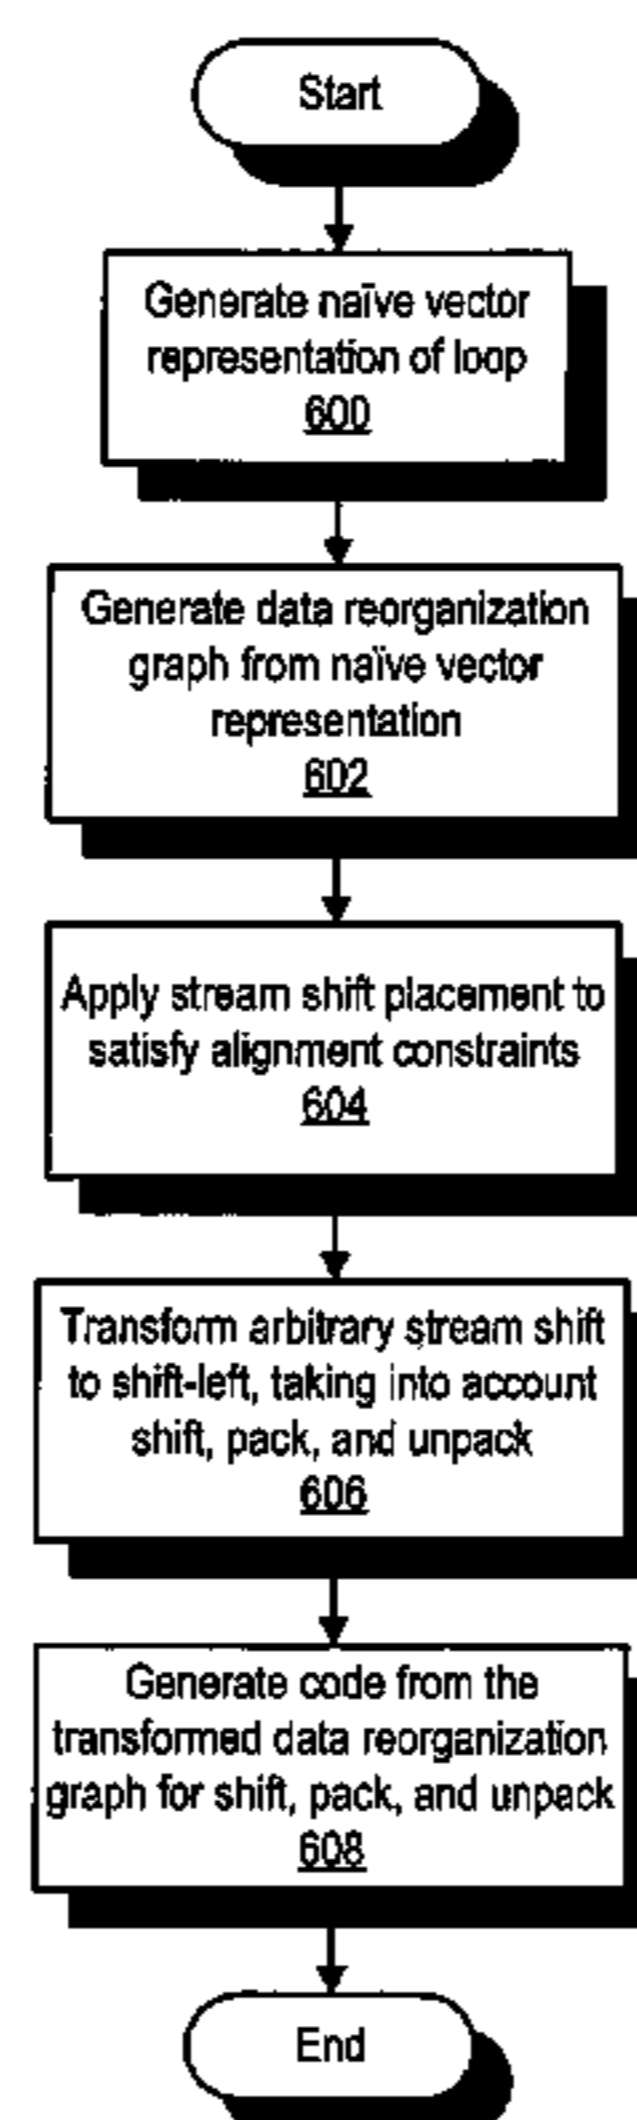 Start
Generate naïve vector
representation of loop
600
Generate data reorganization
graph from naïve vector
representation
602
Apply stream shift placement to
satisfy alignment constraints
604
Transform arbitrary stream shift
to shift-left, taking into account
shift, pack, and unpack
606
Generate code from the
transformed data reorganization
graph for shift, pack, and unpack
608
End